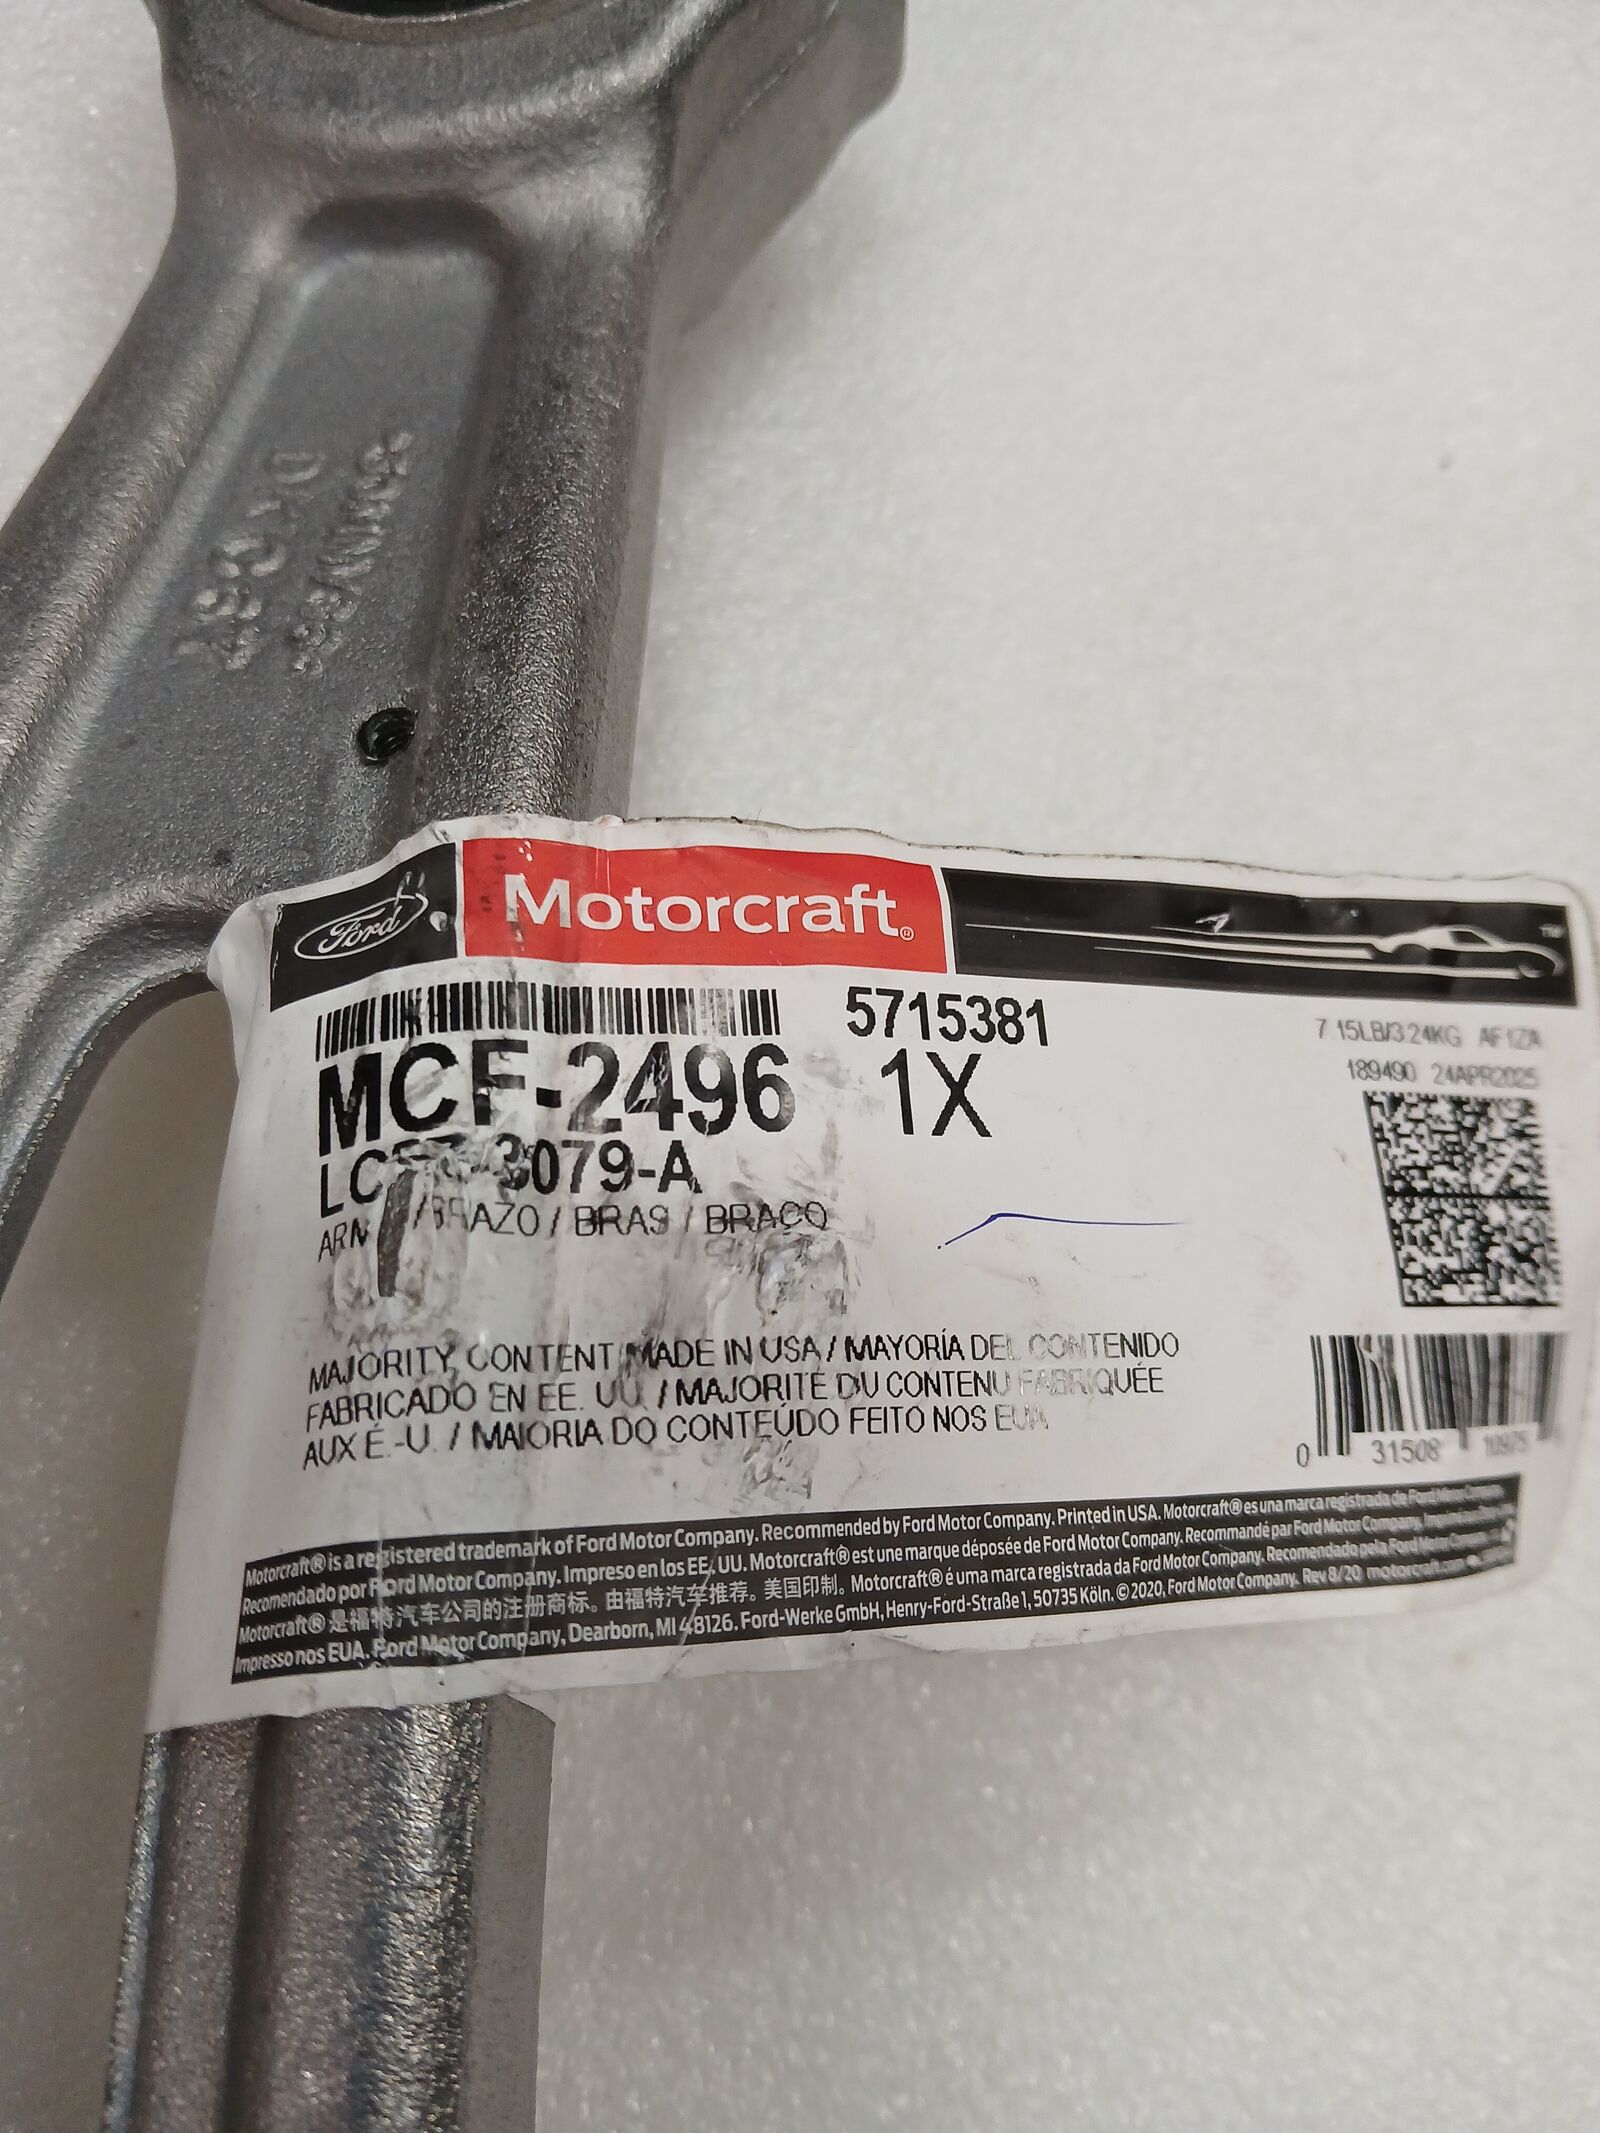 Ford
Motorcraft®
5715381
7.15LB/3.24KG AF1ZA
MCF-2496 1X
189490 24APR2025
3079-A
/ BRAZO / BRAS / BRAÇO
MAJORITY CONTENT MADE IN USA / MAYORÍA DEL CONTENIDO
FABRICADO EN EE. UU. / MAJORITÉ DU CONTENU FABRIQUÉE
AUX É.-U. / MAIORIA DO CONTEÚDO FEITO NOS EUA
0 31508 10975
Motorcraft® is a registered trademark of Ford Motor Company. Recommended by Ford Motor Company. Printed in USA. Motorcraft® es una marca registrada de Ford Motor Company.
Recomendado por Ford Motor Company. Impreso en los EE. UU. Motorcraft® est une marque déposée de Ford Motor Company. Recommandé par Ford Motor Company.
Motorcraft® 是福特汽车公司的注册商标。由福特汽车推荐。美国印制。Motorcraft® é uma marca registrada da Ford Motor Company. Recomendado pela Ford Motor Company.
Impresso nos EUA. Ford Motor Company, Dearborn, MI 48126. Ford-Werke GmbH, Henry-Ford-Straße 1, 50735 Köln. © 2020, Ford Motor Company. Rev 8/20 motorcraft.com